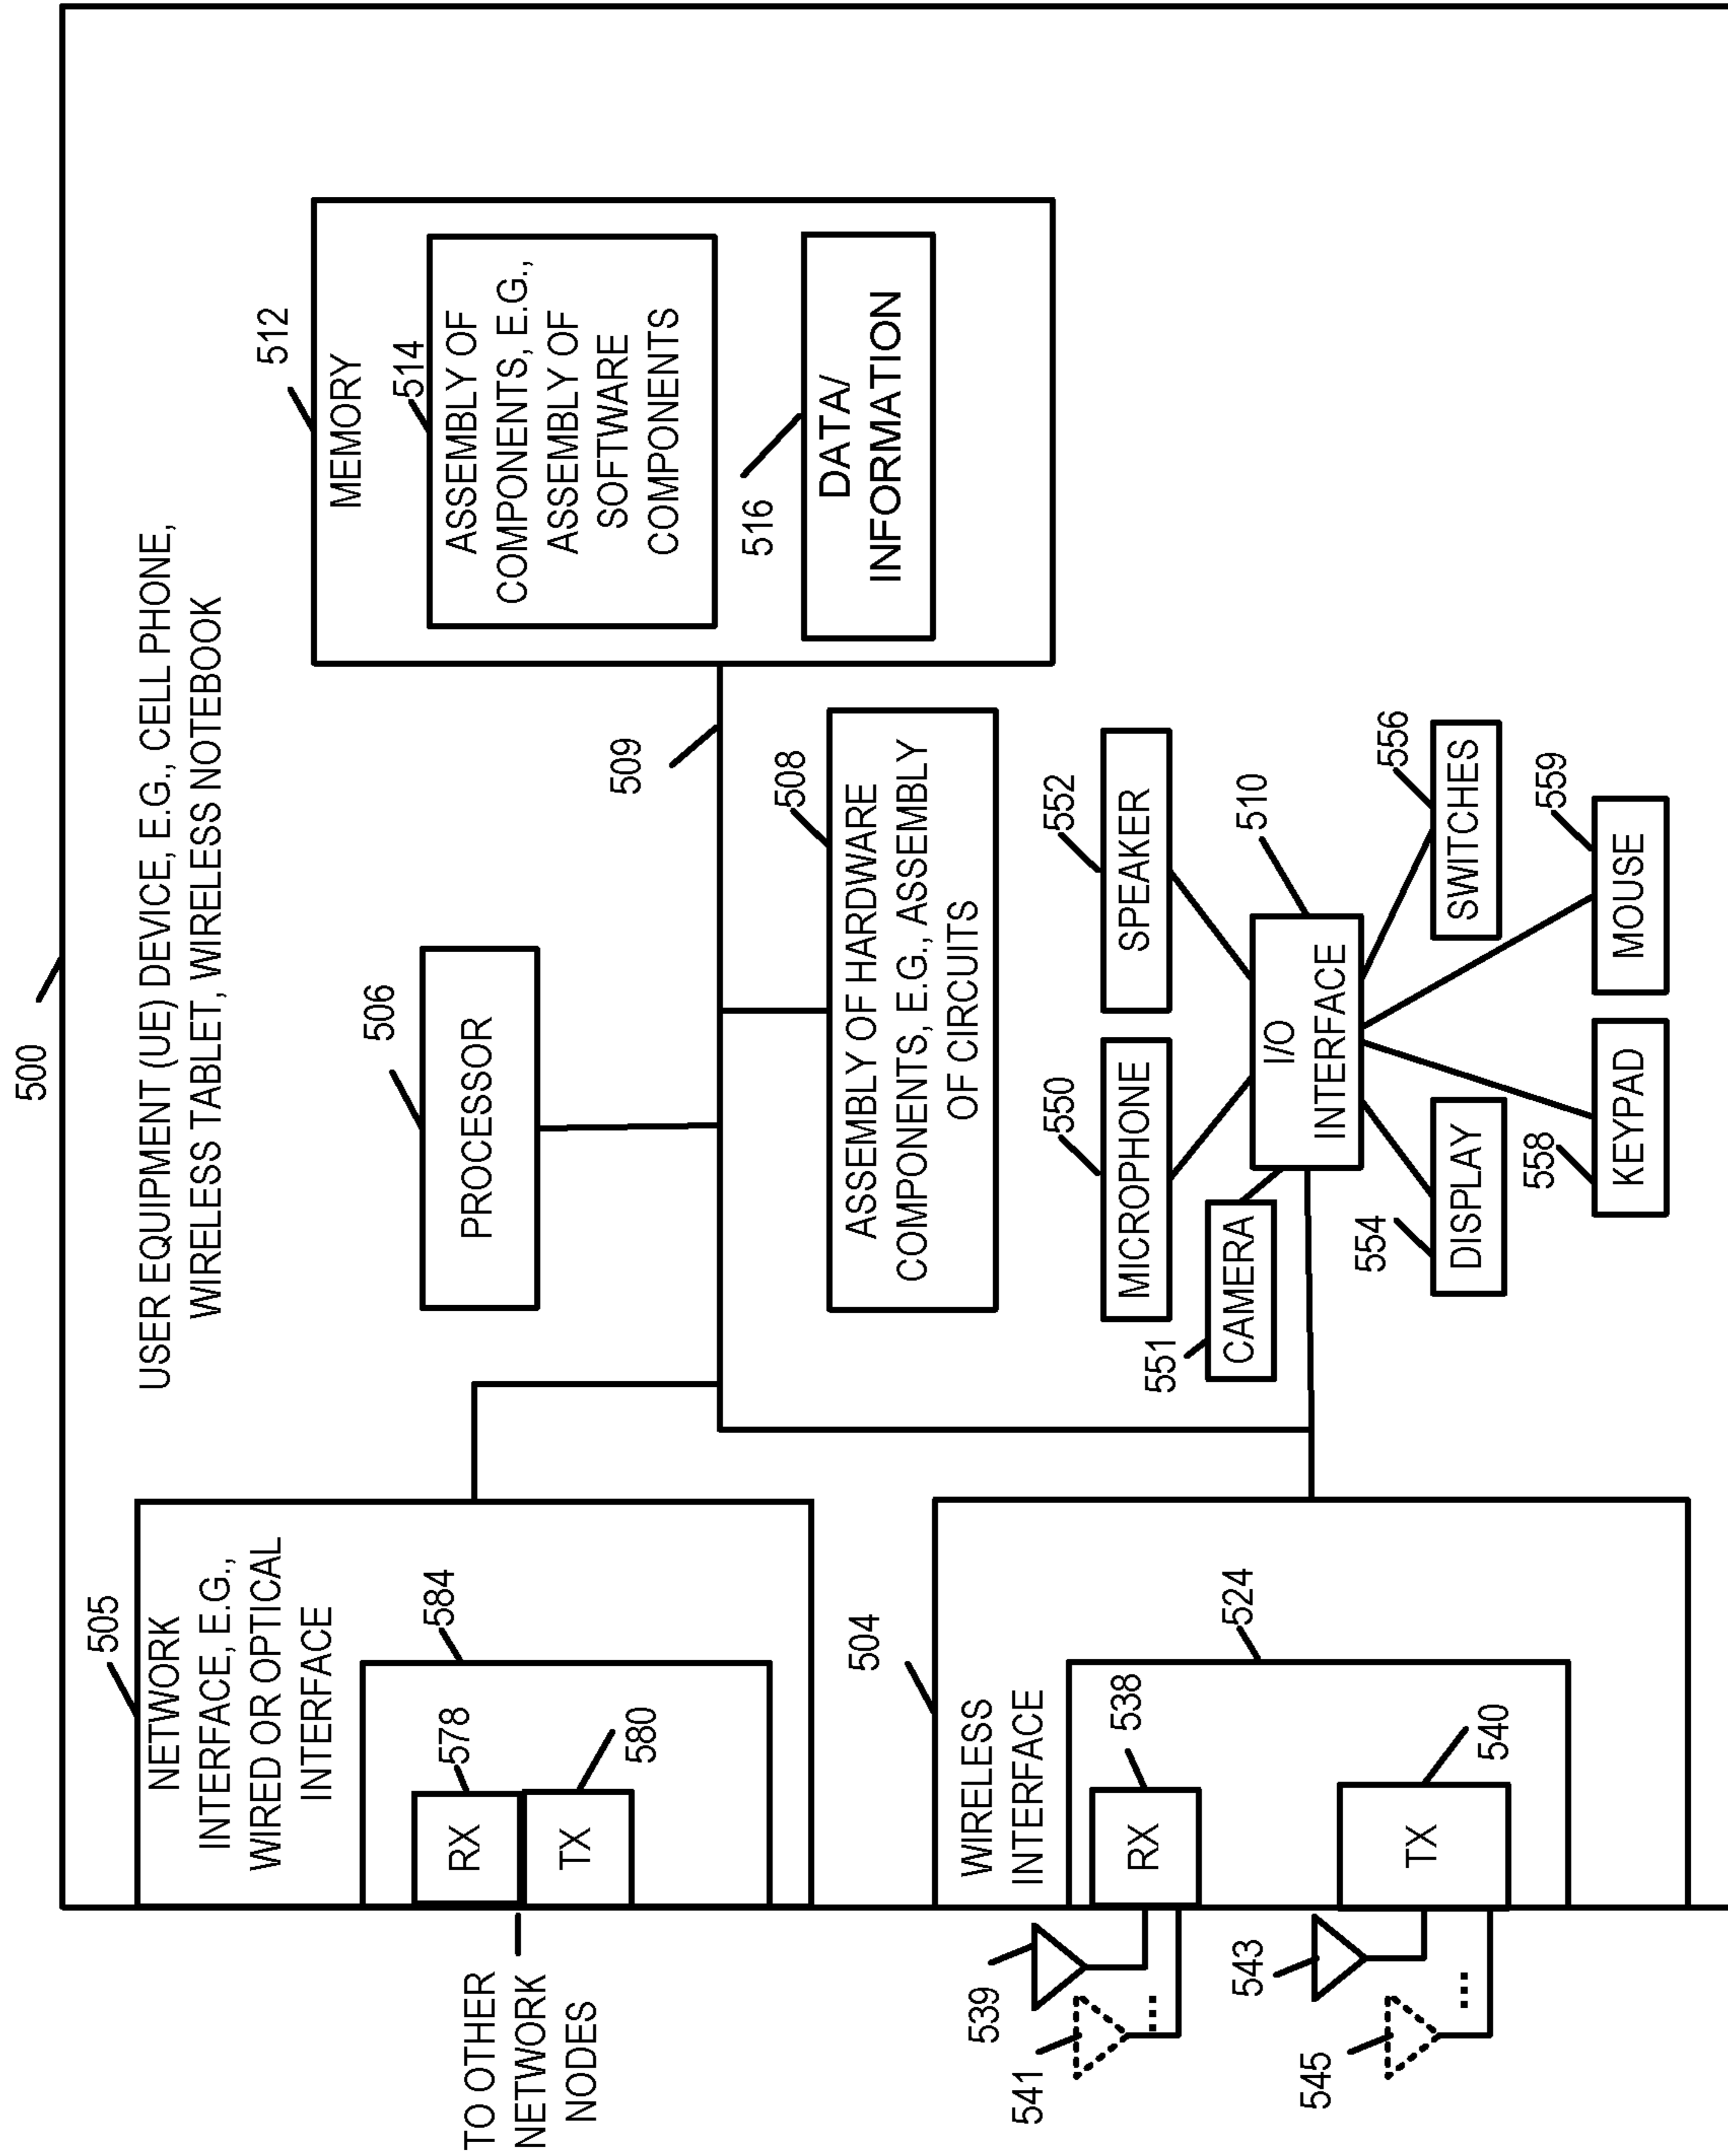 500
USER EQUIPMENT (UE) DEVICE, E.G., CELL PHONE,
WIRELESS TABLET, WIRELESS NOTEBOOK
505
NETWORK
INTERFACE, E.G.,
WIRED OR OPTICAL
INTERFACE
584
578
RX
TX
580
TO OTHER
NETWORK
NODES
506
PROCESSOR
512
MEMORY
514
ASSEMBLY OF
COMPONENTS, E.G.,
ASSEMBLY OF
SOFTWARE
COMPONENTS
516
DATA/
INFORMATION
509
508
ASSEMBLY OF HARDWARE
COMPONENTS, E.G., ASSEMBLY
OF CIRCUITS
504
WIRELESS
INTERFACE
524
538
RX
TX
540
539
541
...
543
545
...
550
MICROPHONE
552
SPEAKER
551
CAMERA
510
I/O
INTERFACE
554
DISPLAY
556
SWITCHES
558
KEYPAD
559
MOUSE